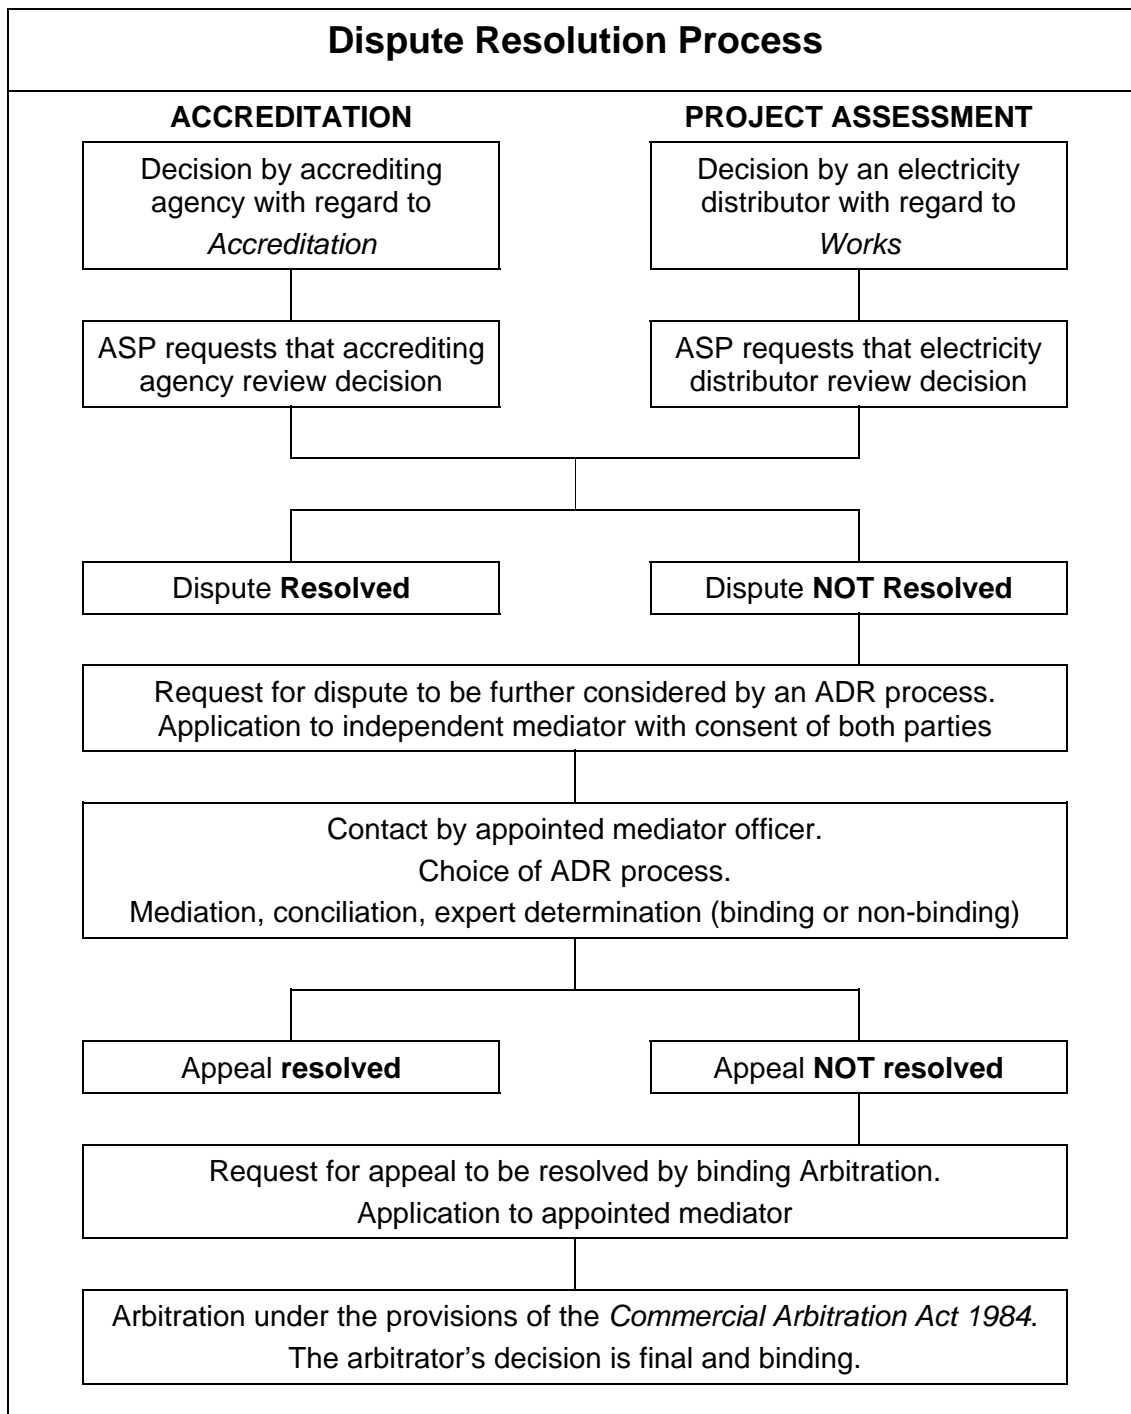 Dispute Resolution Process
ACCREDITATION
PROJECT ASSESSMENT
Decision by accrediting
agency with regard to
Accreditation
Decision by an electricity
distributor with regard to
Works
ASP requests that accrediting
agency review decision
ASP requests that electricity
distributor review decision
Dispute Resolved
Dispute NOT Resolved
Request for dispute to be further considered by an ADR process.
Application to independent mediator with consent of both parties
Contact by appointed mediator officer.
Choice of ADR process.
Mediation, conciliation, expert determination (binding or non-binding)
Appeal resolved
Appeal NOT resolved
Request for appeal to be resolved by binding Arbitration.
Application to appointed mediator
Arbitration under the provisions of the Commercial Arbitration Act 1984.
The arbitrator's decision is final and binding.